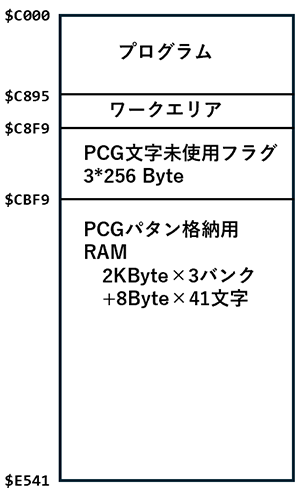 $C000
プログラム
$C895
ワークエリア
$C8F9
PCG文字未使用フラグ
3*256 Byte
$CBF9
PCGパタン格納用
RAM
2KByte×3バンク
+8Byte×41文字
$E541